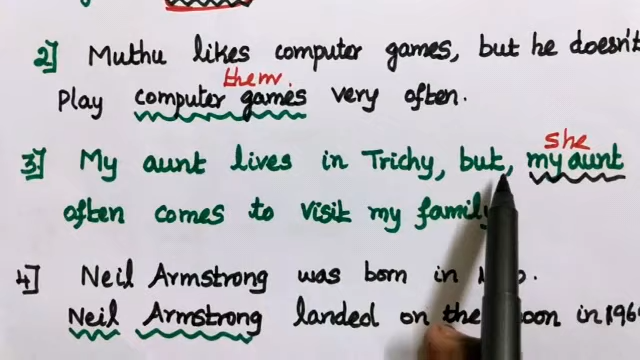 2] Muthu likes computer games, but he doesn't
them.
Play computer games very often.
she
3] My aunt lives in Trichy, but, my aunt
often comes to visit my family
4] Neil Armstrong was born in
Neil Armstrong landed on the moon in 196